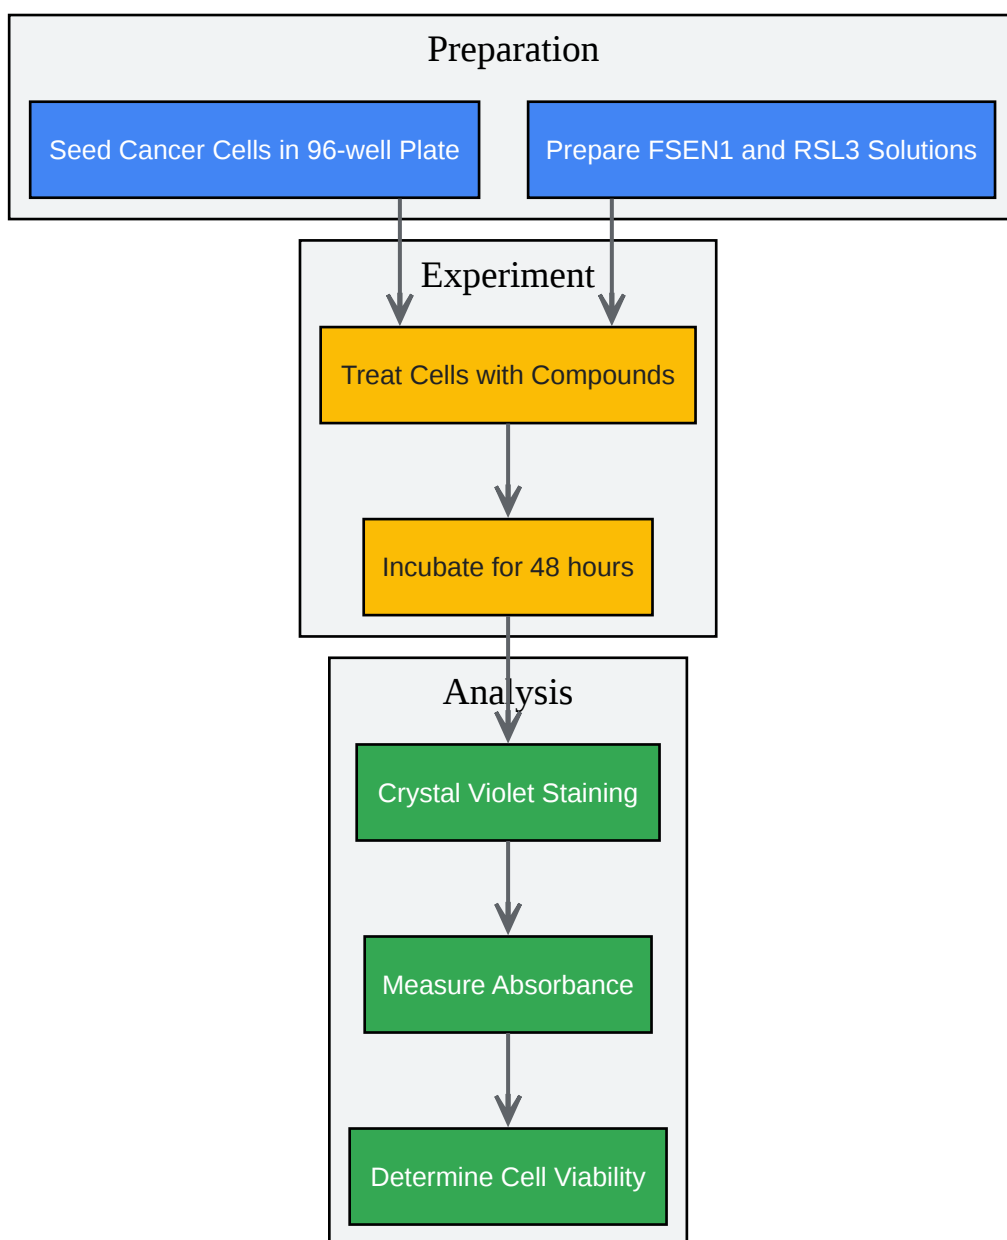 Preparation
Seed Cancer Cells in 96-well Plate
Prepare FSEN1 and RSL3 Solutions
Experiment
Treat Cells with Compounds
Incubate for 48 hours
Analysis
Crystal Violet Staining
Measure Absorbance
Determine Cell Viability